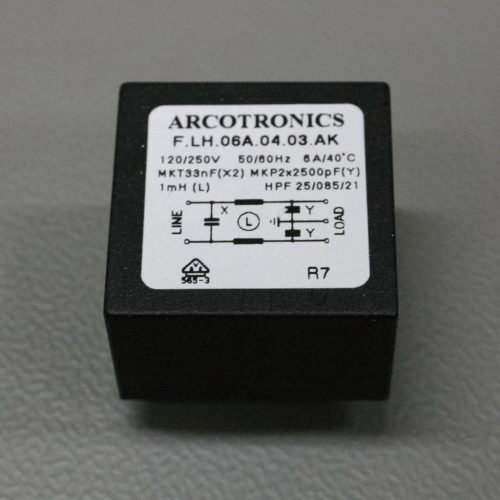 ARCOTRONICS
F.LH.06A.04.03.AK
120/250V 50/60Hz 6A/40°C
MKT33nF(X2) MKP2x2500pF(Y)
1mH (L) HPF 25/085/21
LINE X L Y Y LOAD
565-3 R7